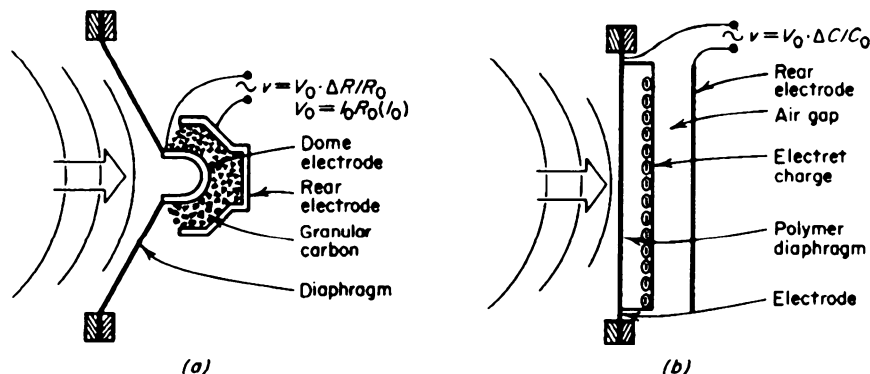 v = V₀ · ΔR/R₀
V₀ = I₀R₀(I₀)
Dome
electrode
Rear
electrode
Granular
carbon
Diaphragm
(a)
v = V₀ · ΔC/C₀
Rear
electrode
Air gap
Electret
charge
Polymer
diaphragm
Electrode
(b)